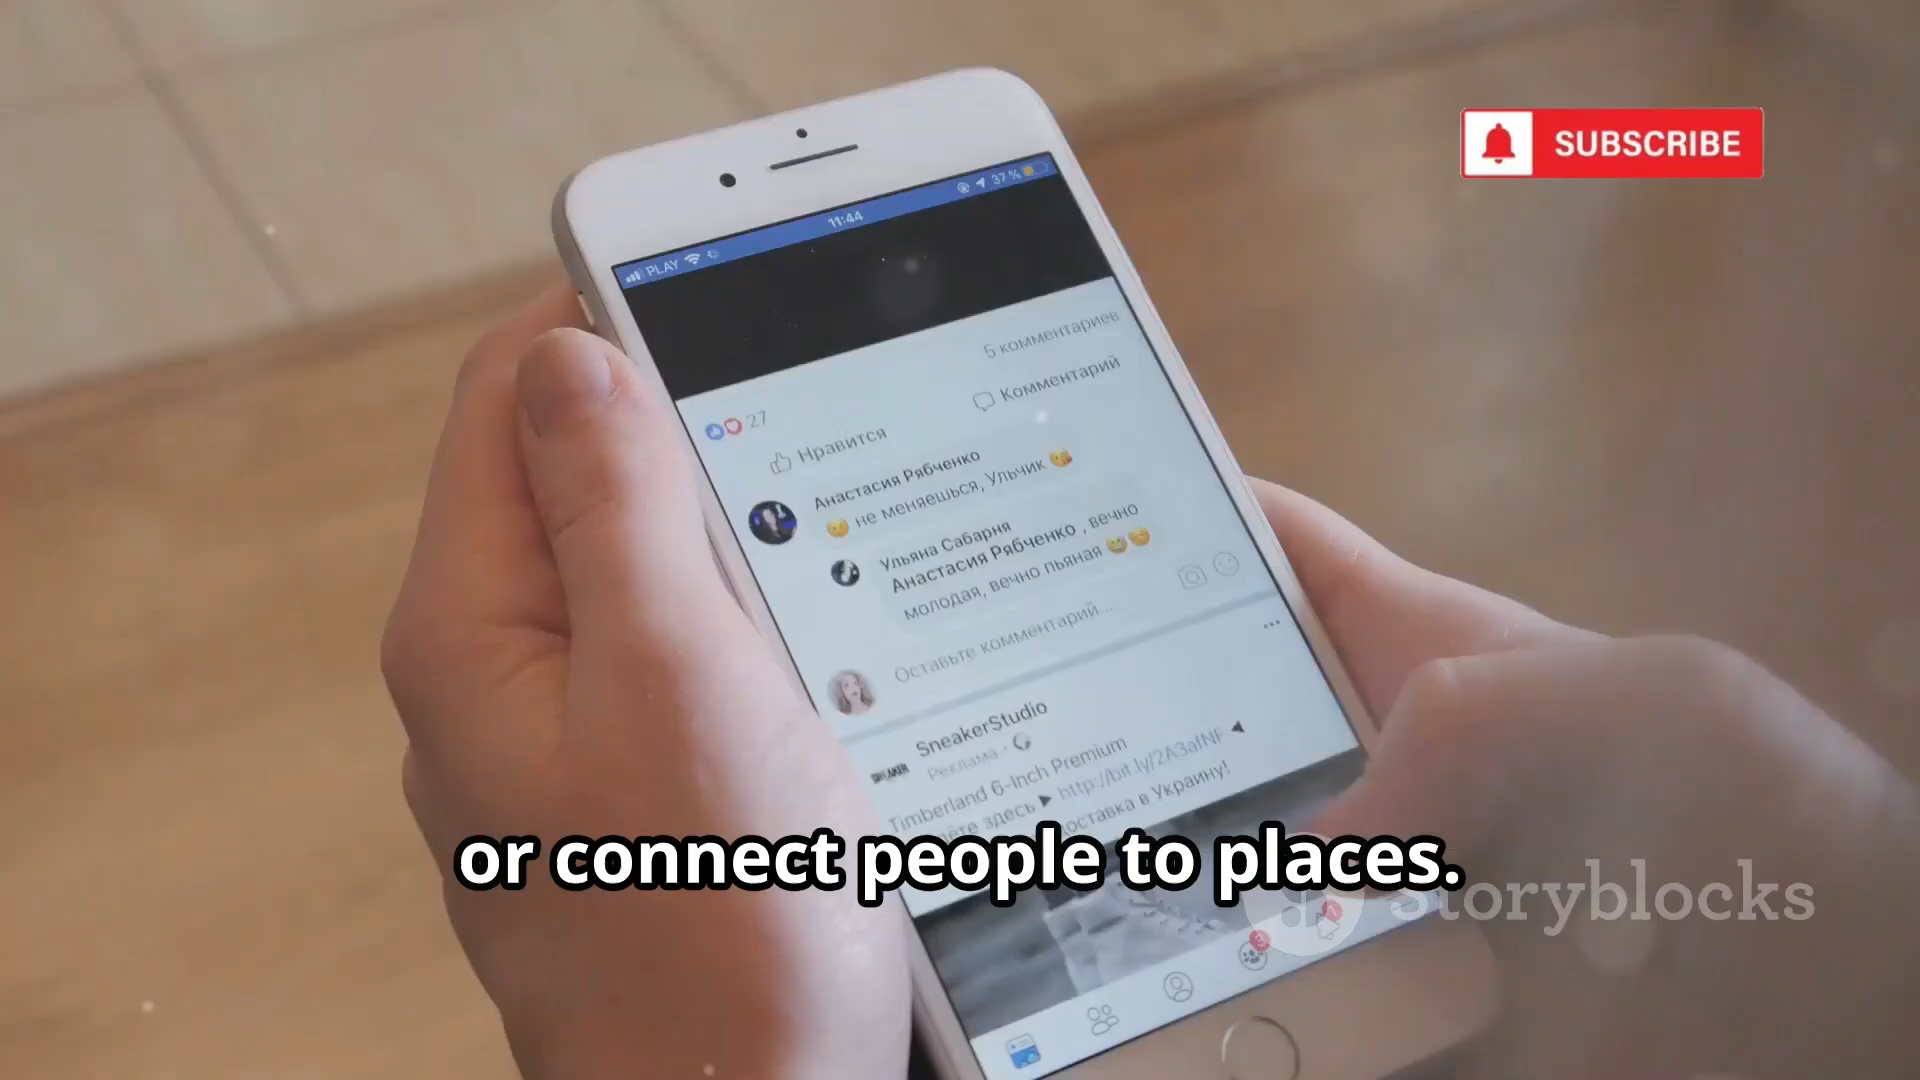 SUBSCRIBE
PLAY
11:44
37 %
5 комментариев
27
Нравится
Комментарий
Анастасия Рябченко
не меняешься, Ульчик
Ульяна Сабарня
Анастасия Рябченко , вечно
молодая, вечно пьяная
Оставьте комментарий...
SneakerStudio
Реклама ·
Timberland 6-Inch Premium
здесь ► http://bit.ly/2A3afNF ◄
доставка в Украину!
or connect people to places.
storyblocks
3